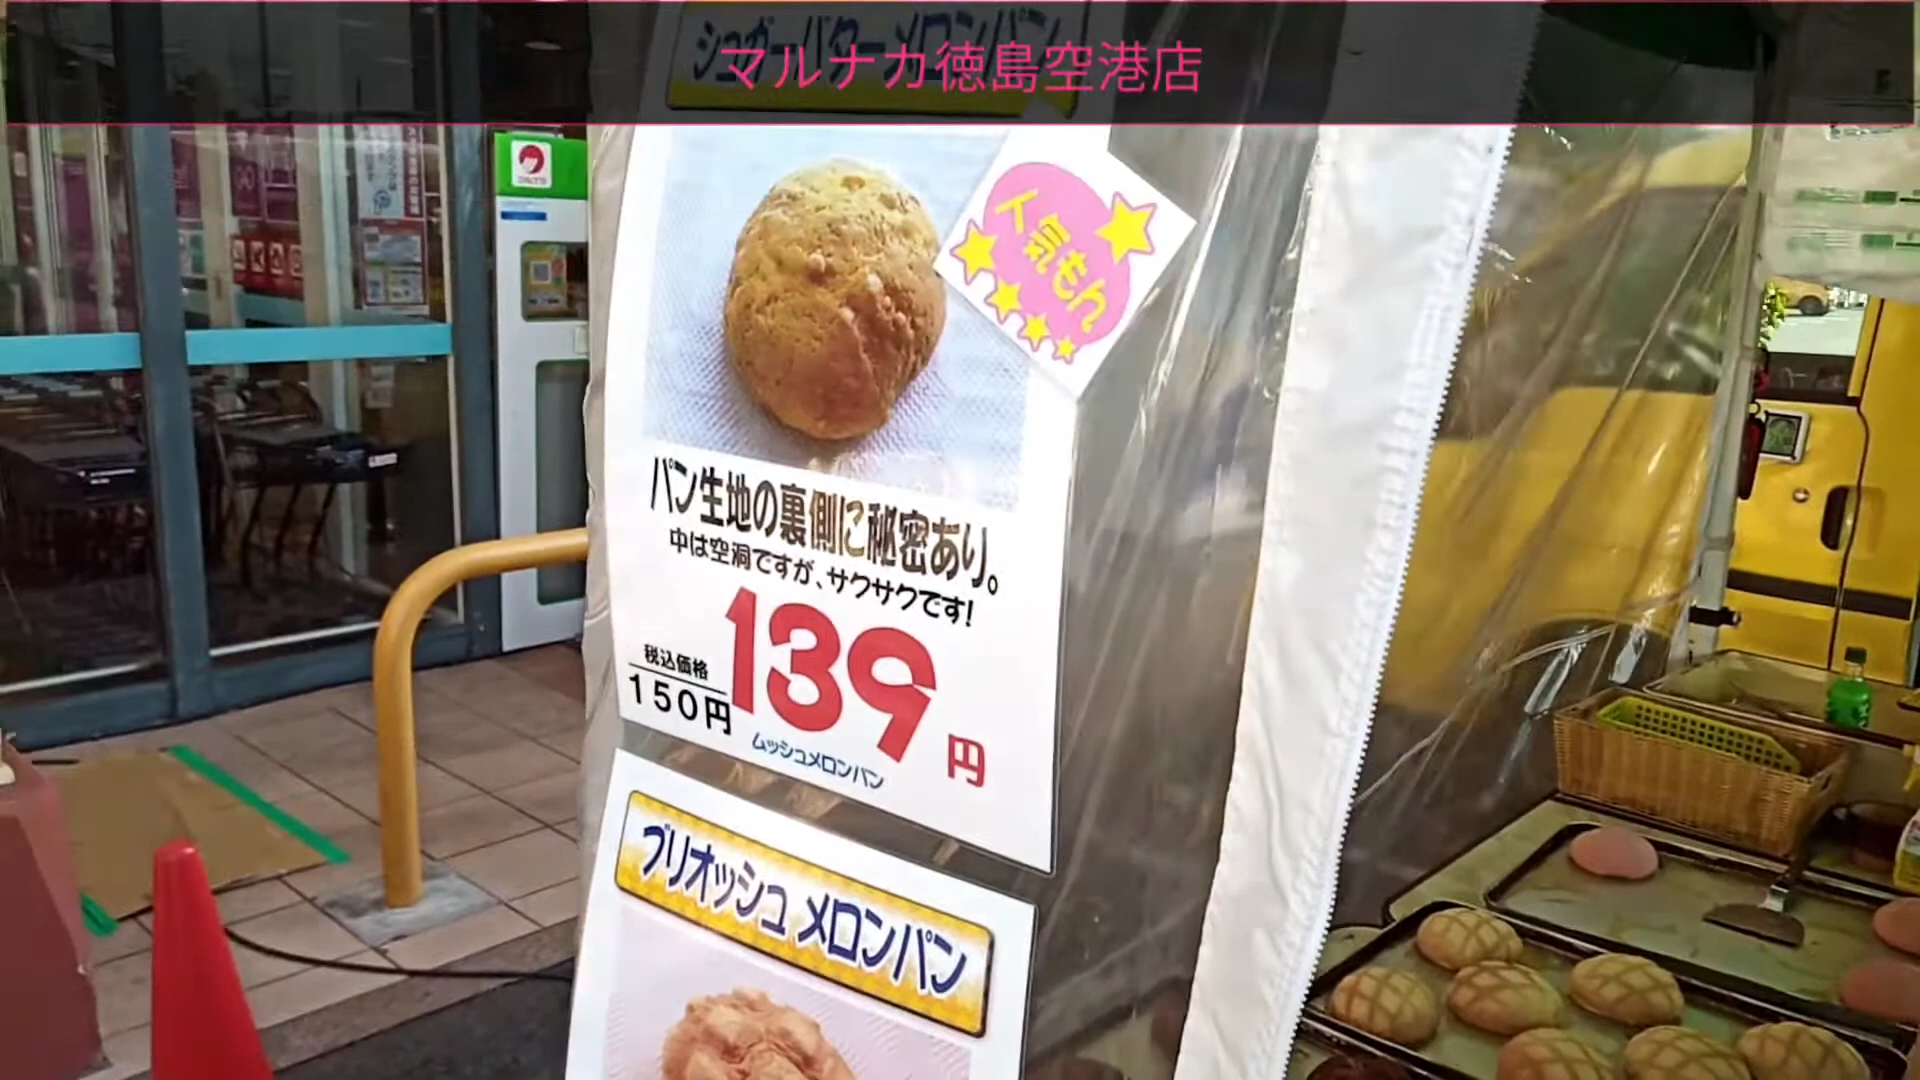 マルナカ徳島空港店
シュガーバターメロンパン
人気もん
パン生地の裏側に秘密あり。
中は空洞ですが、サクサクです!
139円
税込価格
150円
ムッシュメロンパン
ブリオッシュ メロンパン